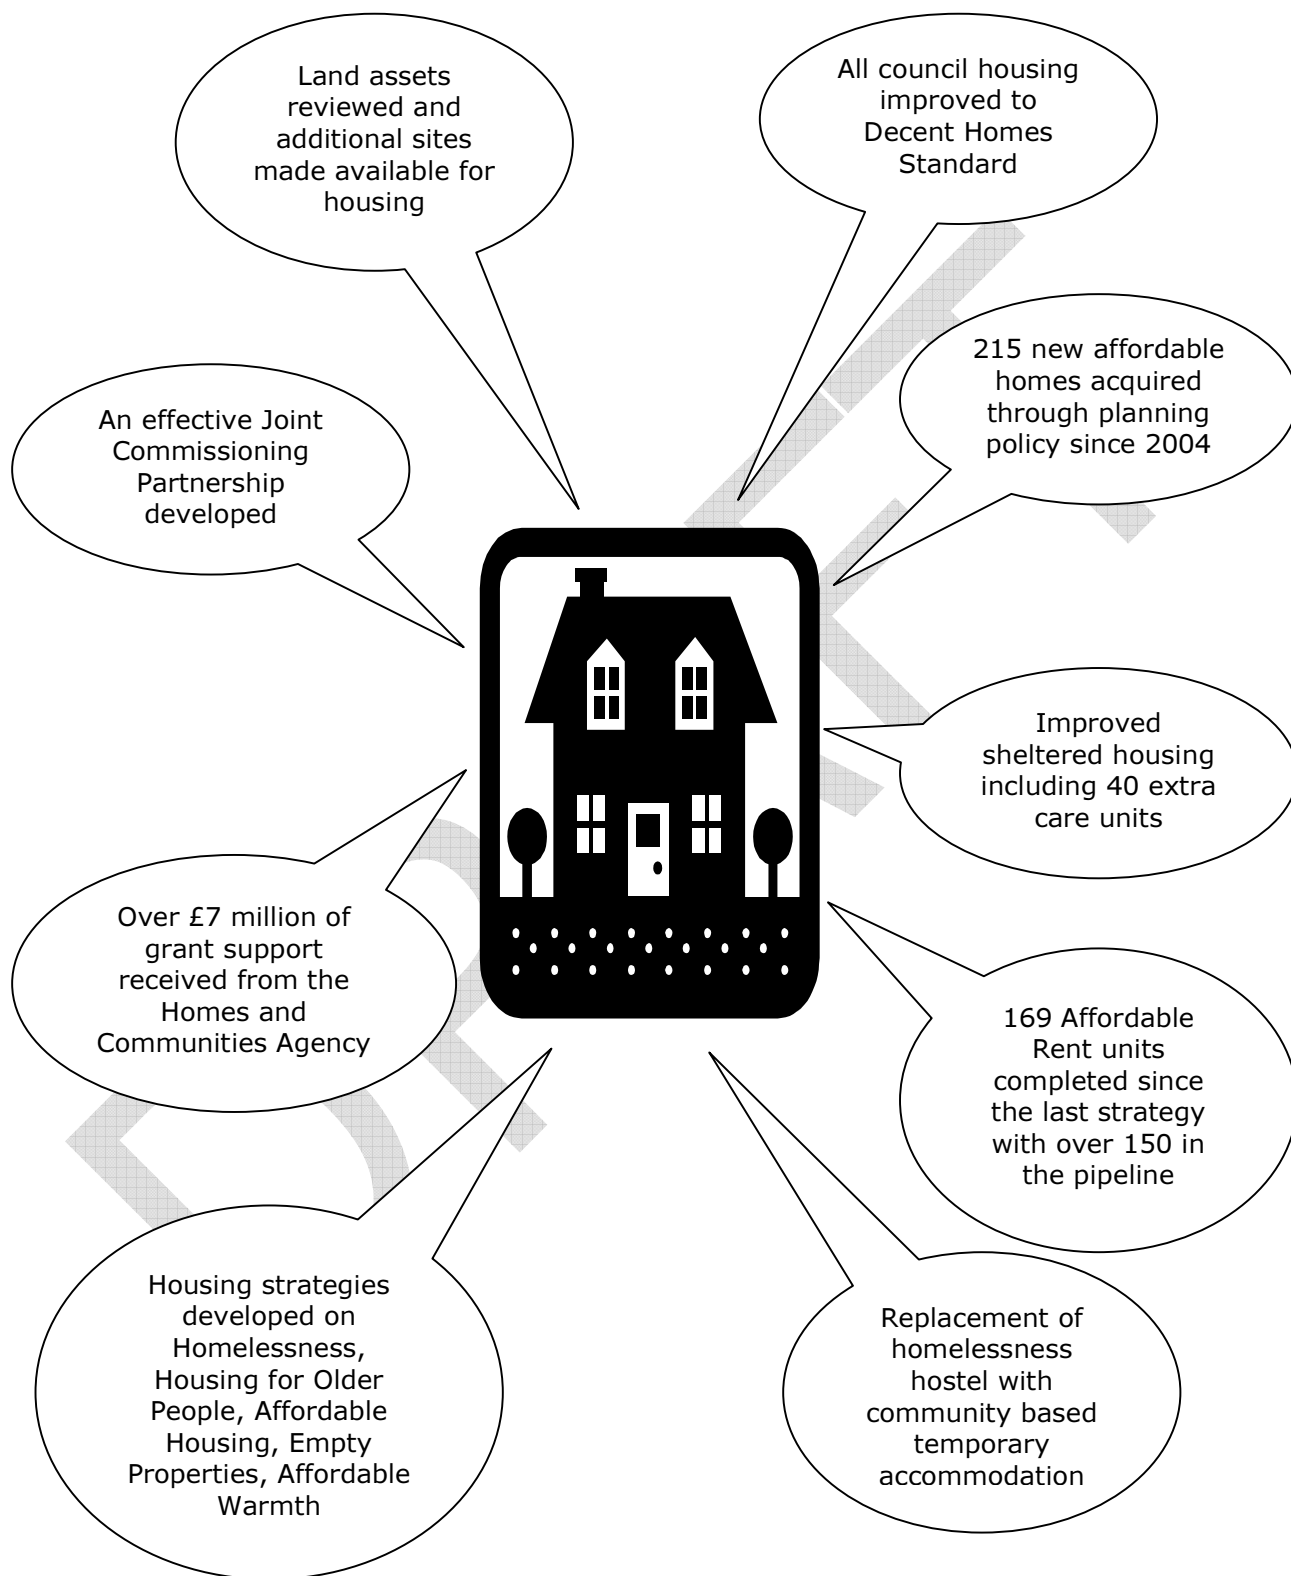 Land assets
reviewed and
additional sites
made available for
housing
All council housing
improved to
Decent Homes
Standard
An effective Joint
Commissioning
Partnership
developed
215 new affordable
homes acquired
through planning
policy since 2004
Improved
sheltered housing
including 40 extra
care units
Over £7 million of
grant support
received from the
Homes and
Communities Agency
169 Affordable
Rent units
completed since
the last strategy
with over 150 in
the pipeline
Housing strategies
developed on
Homelessness,
Housing for Older
People, Affordable
Housing, Empty
Properties, Affordable
Warmth
Replacement of
homelessness
hostel with
community based
temporary
accommodation
DRAFT